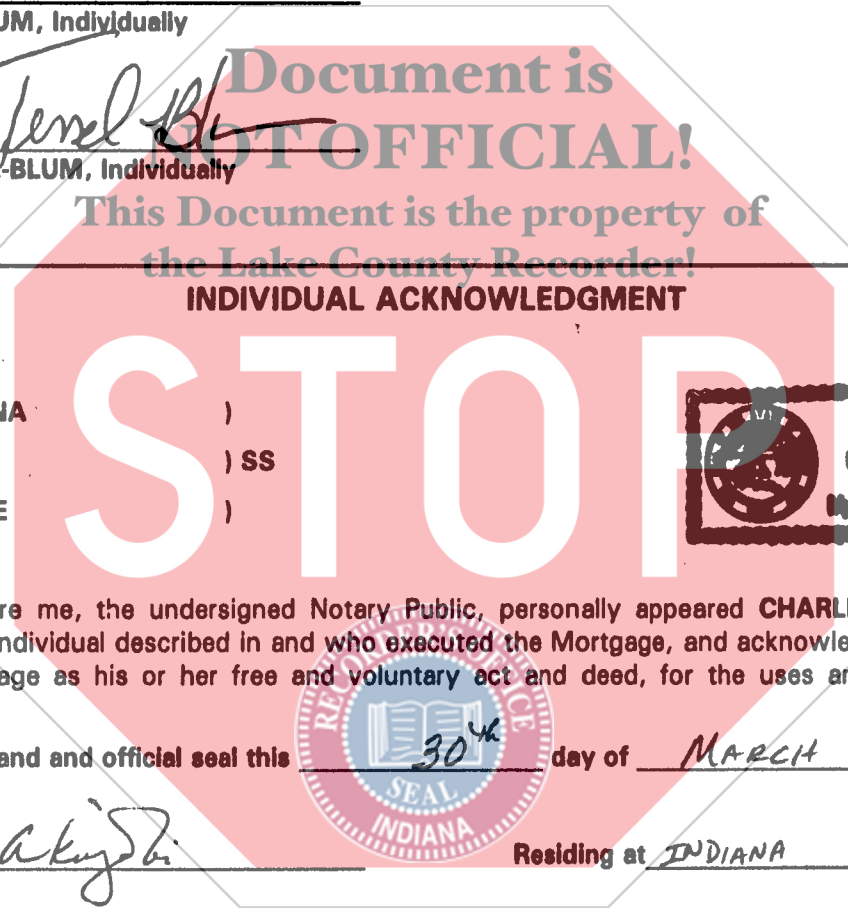 UM, Individually
Document is
NOT OFFICIAL!
-BLUM, Individually
This Document is the property of
the Lake County Recorder!
INDIVIDUAL ACKNOWLEDGMENT
STOP
NA )
) SS
E )
re me, the undersigned Notary Public, personally appeared CHARL
ndividual described in and who executed the Mortgage, and acknowle
age as his or her free and voluntary act and deed, for the uses an
and and official seal this 30th day of MARCH
RECORDER'S OFFICE
SEAL
INDIANA
Residing at INDIANA